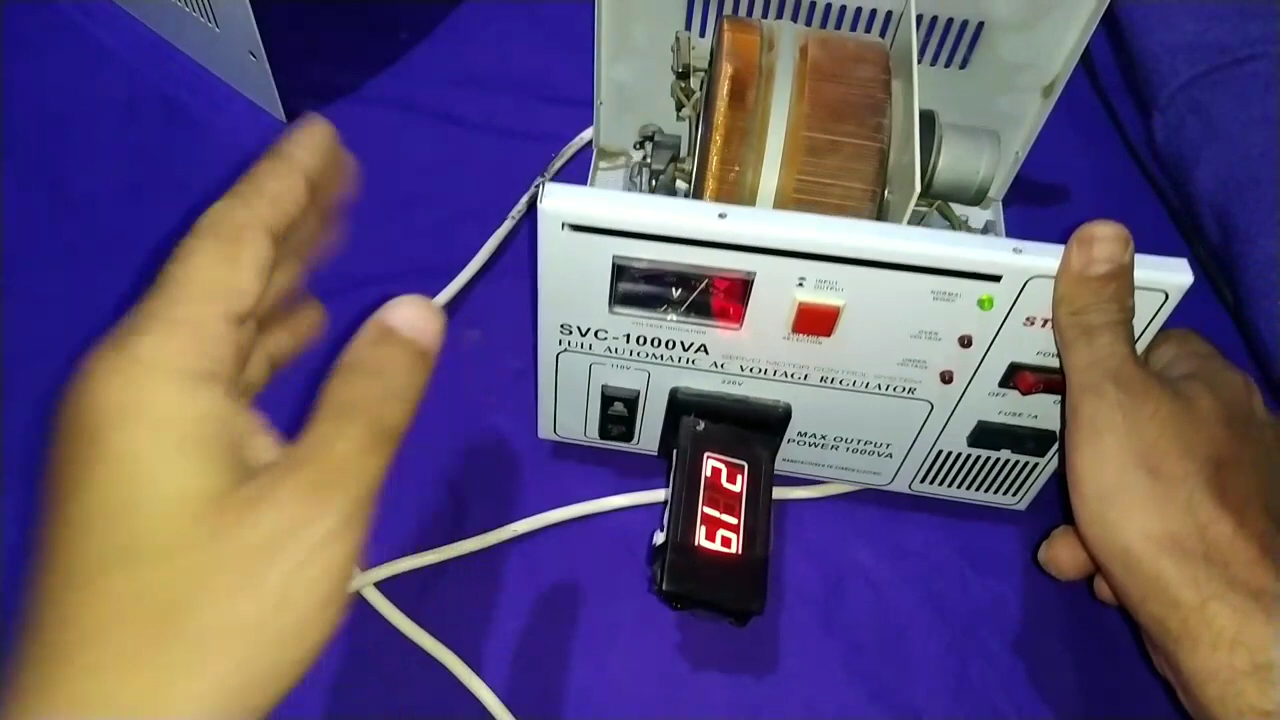 V
INPUT
OUTPUT
NORMAL
WORK
OVER
VOLTAGE
UNDER
VOLTAGE
SVC-1000VA
SERVO MOTOR CONTROL SYSTEM
FULL AUTOMATIC AC VOLTAGE REGULATOR
110V
220V
MAX OUTPUT
POWER 1000VA
OFF
FUSE 7A
219